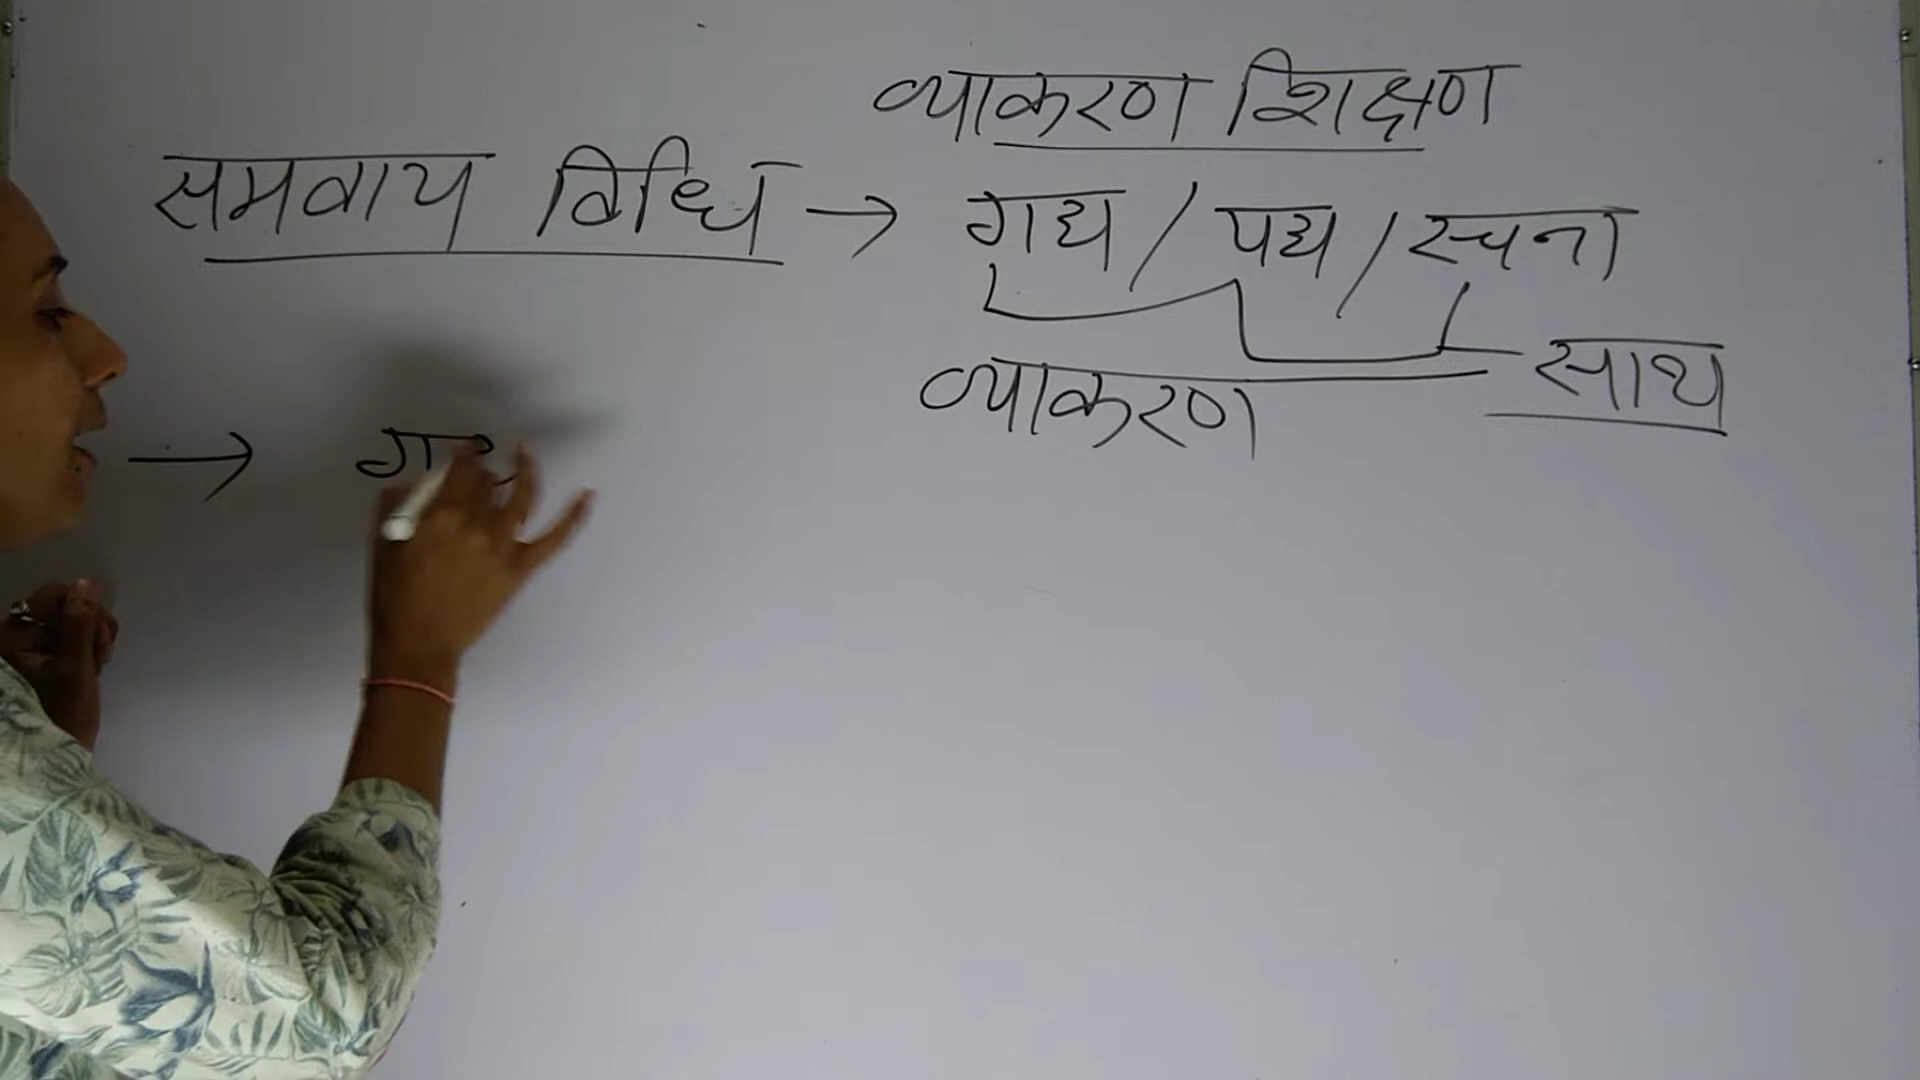 व्याकरण शिक्षण
समवाय विधि → गद्य / पद्य / रचना
व्याकरण साथ
→